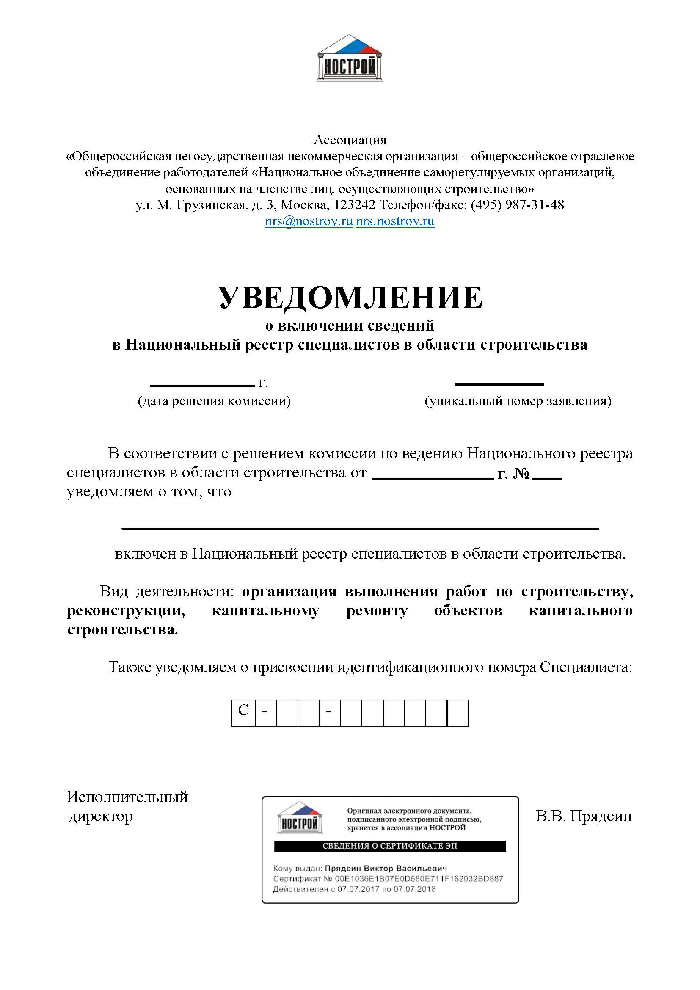 НОСТРОЙ
Ассоциация
«Общероссийская негосударственная некоммерческая организация – общероссийское отраслевое
объединение работодателей «Национальное объединение саморегулируемых организаций,
основанных на членстве лиц, осуществляющих строительство»
ул. М. Грузинская, д. 3, Москва, 123242 Телефон/факс: (495) 987-31-48
nrs@nostroy.ru nrs.nostroy.ru
УВЕДОМЛЕНИЕ
о включении сведений
в Национальный реестр специалистов в области строительства
г.
(дата решения комиссии) (уникальный номер заявления)
В соответствии с решением комиссии по ведению Национального реестра
специалистов в области строительства от г. №
уведомляем о том, что
включен в Национальный реестр специалистов в области строительства.
Вид деятельности: организация выполнения работ по строительству,
реконструкции, капитальному ремонту объектов капитального
строительства.
Также уведомляем о присвоении идентификационного номера Специалиста:
С - -
Исполнительный
директор
НОСТРОЙ
Оригинал электронного документа,
подписанного электронной подписью,
хранится в ассоциации НОСТРОЙ
СВЕДЕНИЯ О СЕРТИФИКАТЕ ЭП
Кому выдан: Прядеин Виктор Васильевич
Сертификат № 00E1036E1B07E0D680E711F162032BD887
Действителен с 07.07.2017 по 07.07.2018
В.В. Прядеин